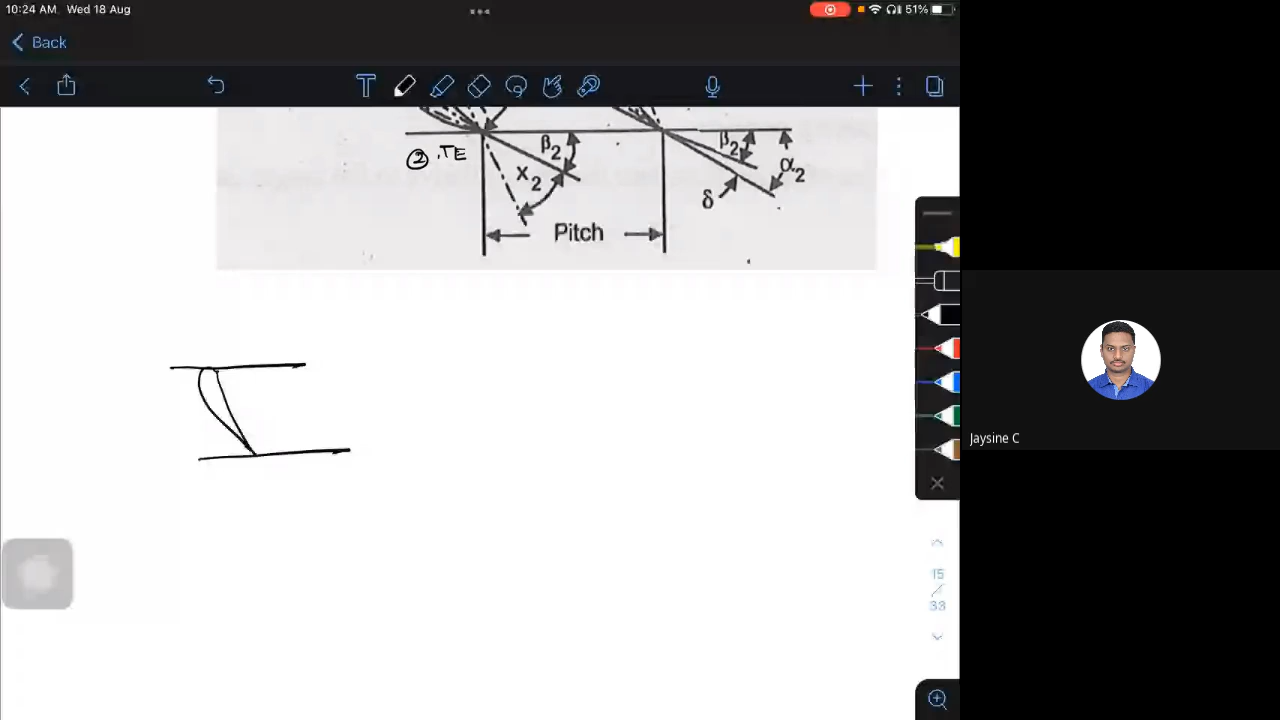 10:24 AM Wed 18 Aug
51%
Back
T
② .TE
β₂
β₂
α₂
X₂
δ
Pitch
Jaysine C
15
33